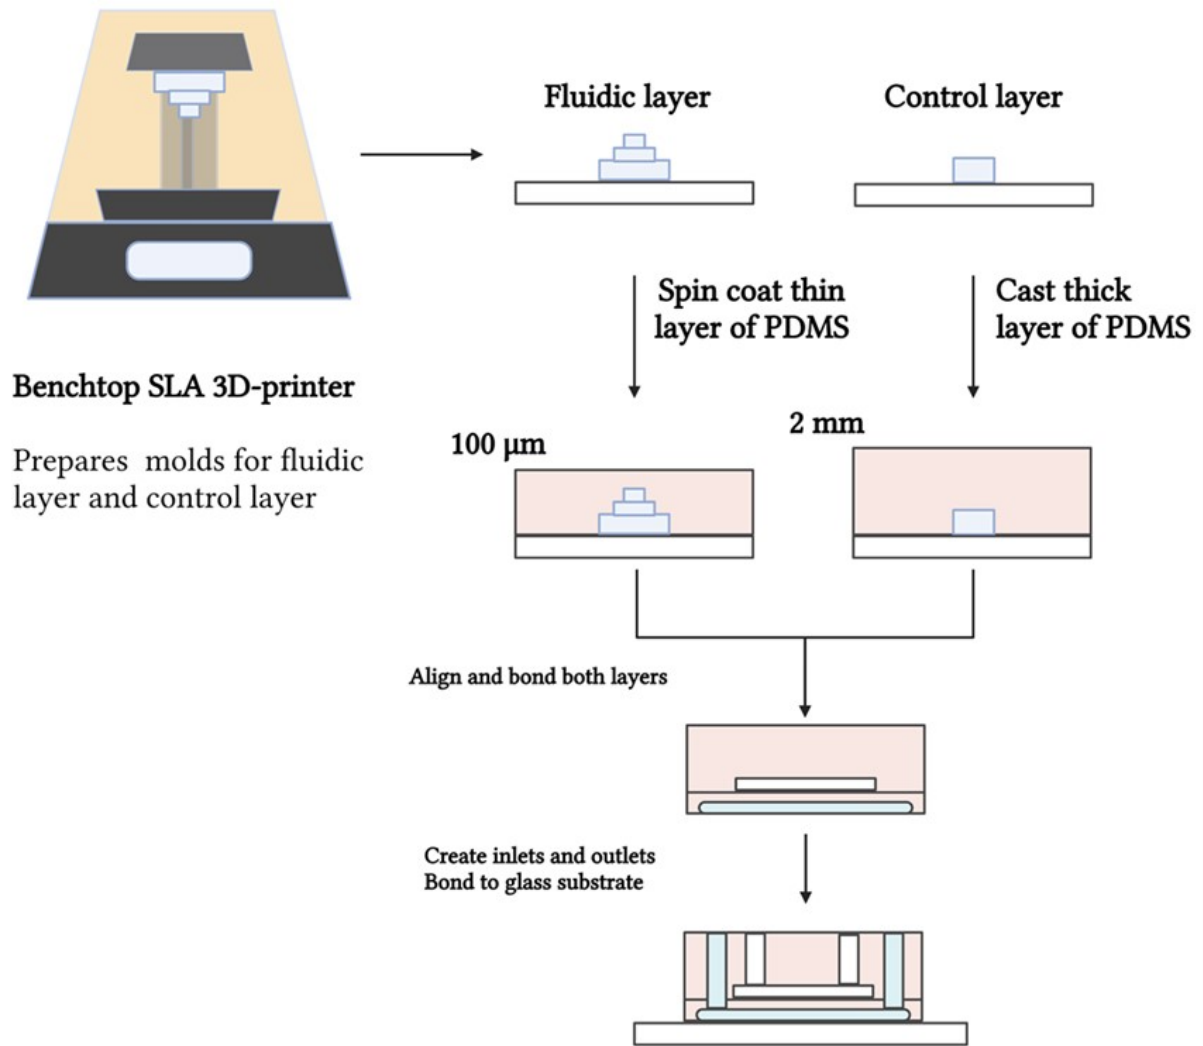 Fluidic layer
Control layer
Spin coat thin
layer of PDMS
Cast thick
layer of PDMS
Benchtop SLA 3D-printer
Prepares molds for fluidic
layer and control layer
100 μm
2 mm
Align and bond both layers
Create inlets and outlets
Bond to glass substrate